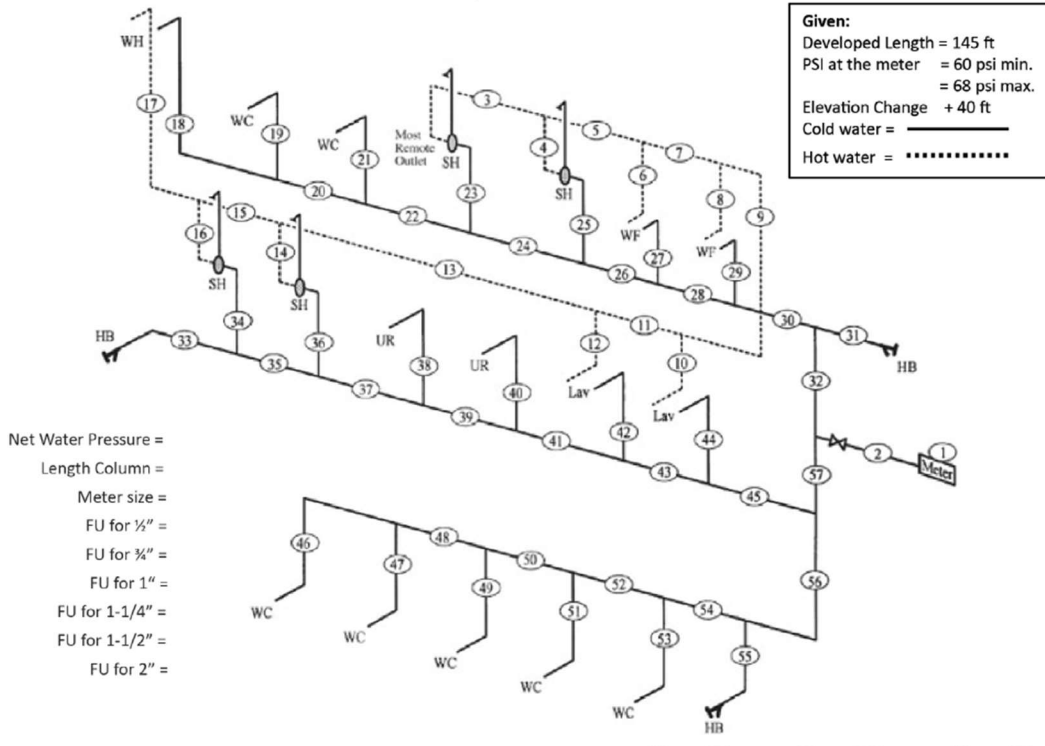 Given:
Developed Length = 145 ft
PSI at the meter = 60 psi min.
= 68 psi max.
Elevation Change + 40 ft
Cold water =
Hot water =
WH
17
18
WC
19
WC
21
Most
Remote
Outlet
SH
3
4
5
SH
6
7
8
9
WF
WF
20
22
23
24
25
26
27
28
29
30
31
HB
32
16
15
14
13
SH
SH
11
12
10
Lav
Lav
HB
33
34
35
36
37
UR
38
39
UR
40
41
42
43
44
45
57
2
1
Meter
56
Net Water Pressure =
Length Column =
Meter size =
FU for ½" =
FU for ¾" =
FU for 1" =
FU for 1-1/4" =
FU for 1-1/2" =
FU for 2" =
46
WC
47
WC
48
49
WC
50
51
WC
52
53
WC
54
55
HB